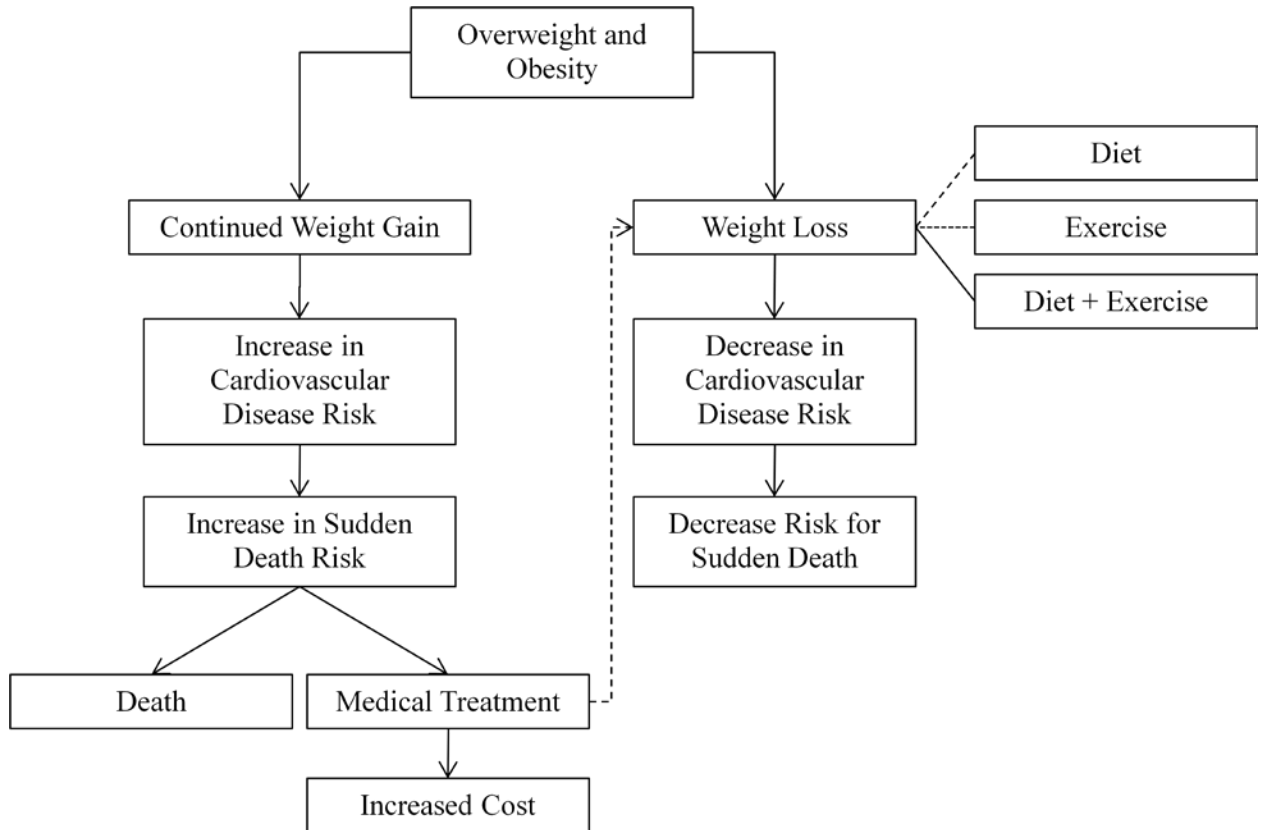 Overweight and
Obesity
Diet
Continued Weight Gain
Weight Loss
Exercise
Diet + Exercise
Increase in
Cardiovascular
Disease Risk
Decrease in
Cardiovascular
Disease Risk
Increase in Sudden
Death Risk
Decrease Risk for
Sudden Death
Death
Medical Treatment
Increased Cost